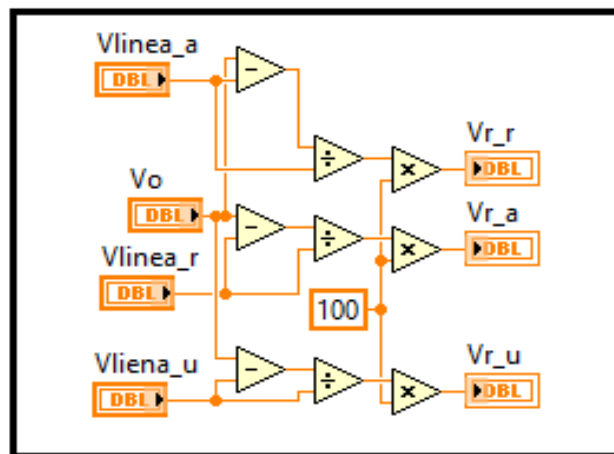 Vlinea_a
DBL
Vo
DBL
Vlinea_r
DBL
Vliena_u
DBL
-
÷
×
-
÷
×
100
-
÷
×
Vr_r
DBL
Vr_a
DBL
Vr_u
DBL